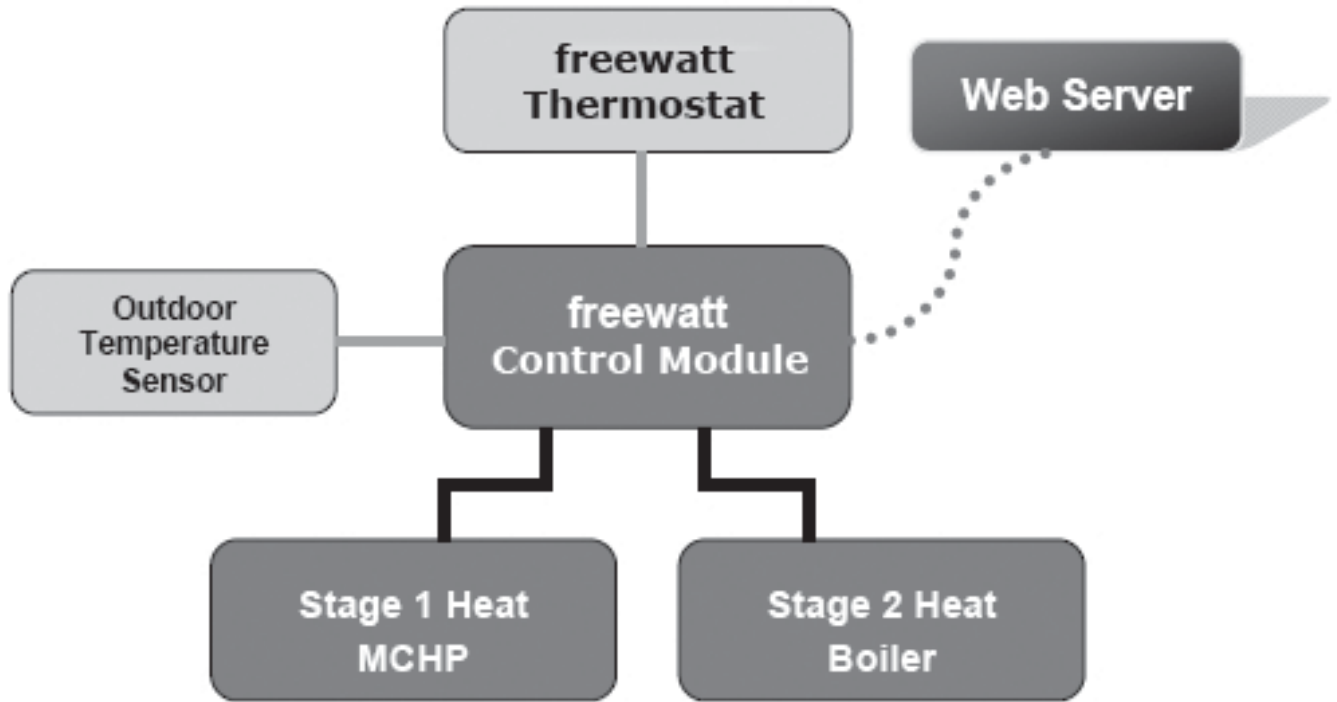 freewatt
Thermostat
Web Server
Outdoor
Temperature
Sensor
freewatt
Control Module
Stage 1 Heat
MCHP
Stage 2 Heat
Boiler